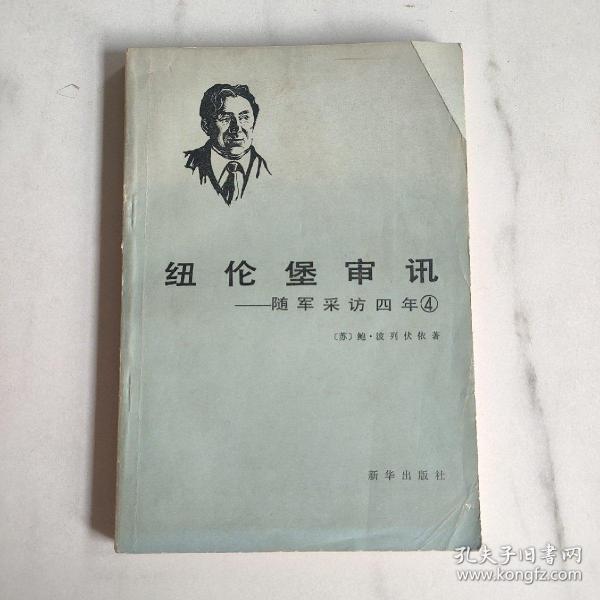 纽伦堡审讯
——随军采访四年④
〔苏〕鲍·波列伏依著
新华出版社
孔夫子旧书网
www.kongfz.com